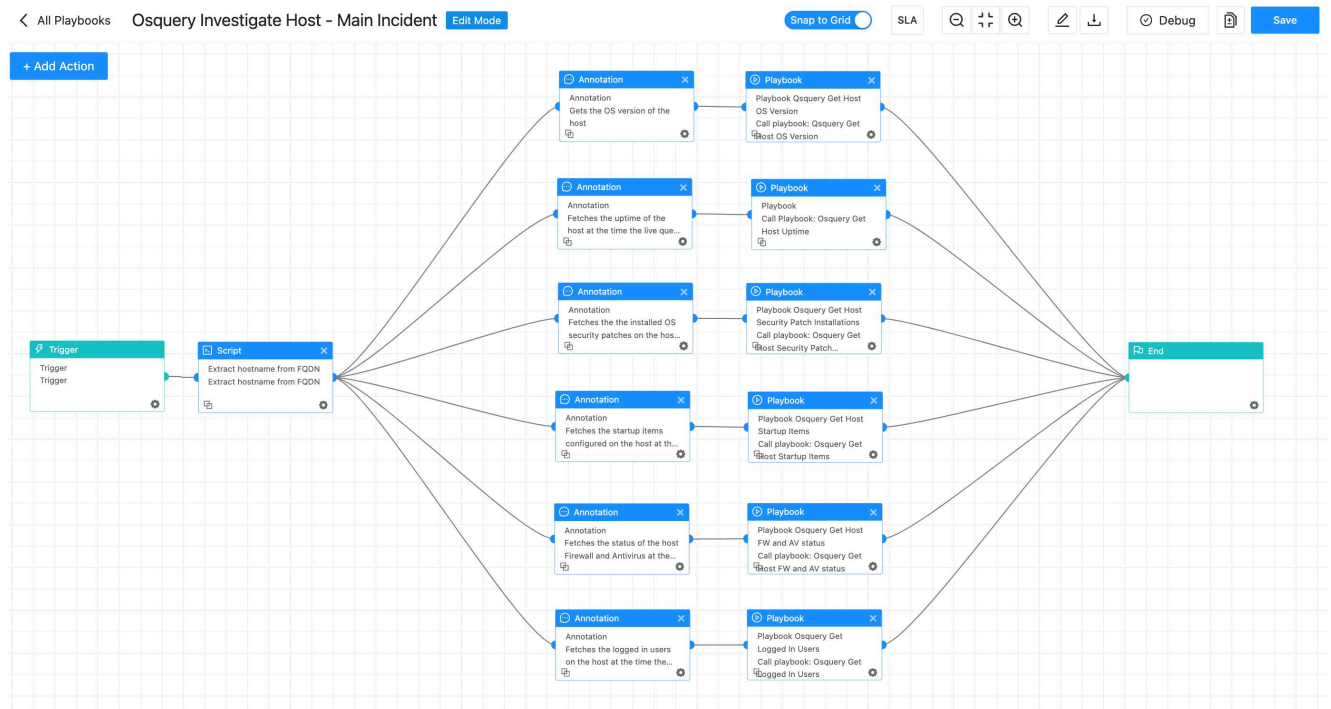 All Playbooks
Osquery Investigate Host - Main Incident
Edit Mode
Snap to Grid
SLA
Debug
Save
+ Add Action
Annotation
Annotation
Gets the OS version of the
host
Playbook
Playbook Qsquery Get Host
OS Version
Call playbook: Qsquery Get
Host OS Version
Annotation
Annotation
Fetches the uptime of the
host at the time the live que...
Playbook
Playbook
Call Playbook: Osquery Get
Host Uptime
Annotation
Annotation
Fetches the the installed OS
security patches on the hos...
Playbook
Playbook Osquery Get Host
Security Patch Installations
Call playbook: Osquery Get
Host Security Patch...
Trigger
Trigger
Trigger
Script
Extract hostname from FQDN
Extract hostname from FQDN
End
Annotation
Annotation
Fetches the startup items
configured on the host at th...
Playbook
Playbook Osquery Get Host
Startup Items
Call playbook: Osquery Get
Host Startup Items
Annotation
Annotation
Fetches the status of the host
Firewall and Antivirus at the...
Playbook
Playbook Osquery Get Host
FW and AV status
Call playbook: Osquery Get
Host FW and AV status
Annotation
Annotation
Fetches the logged in users
on the host at the time the...
Playbook
Playbook Osquery Get
Logged In Users
Call playbook: Osquery Get
Logged In Users